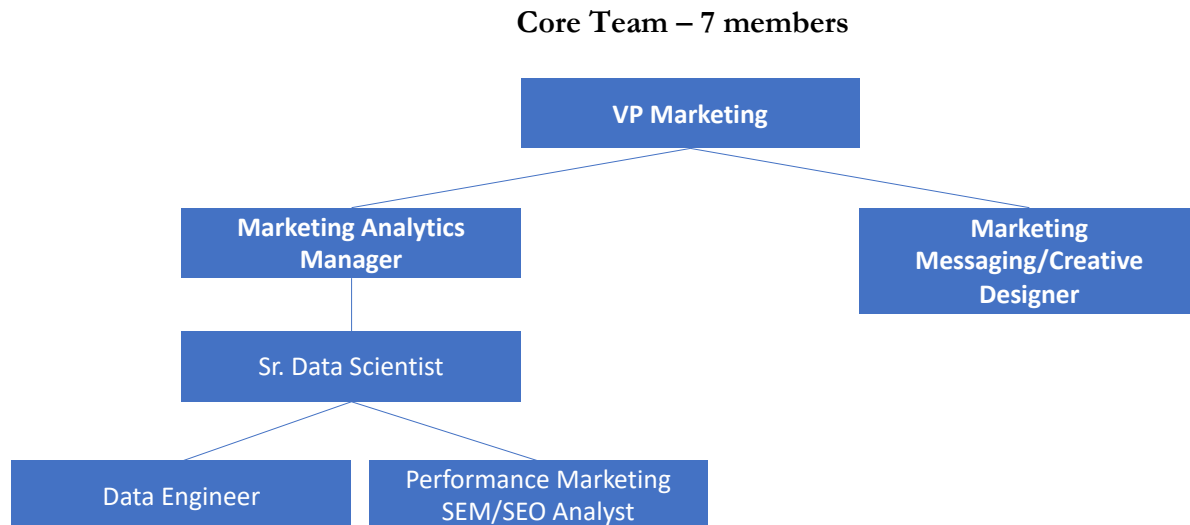 Core Team – 7 members
VP Marketing
Marketing Analytics
Manager
Marketing
Messaging/Creative
Designer
Sr. Data Scientist
Data Engineer
Performance Marketing
SEM/SEO Analyst